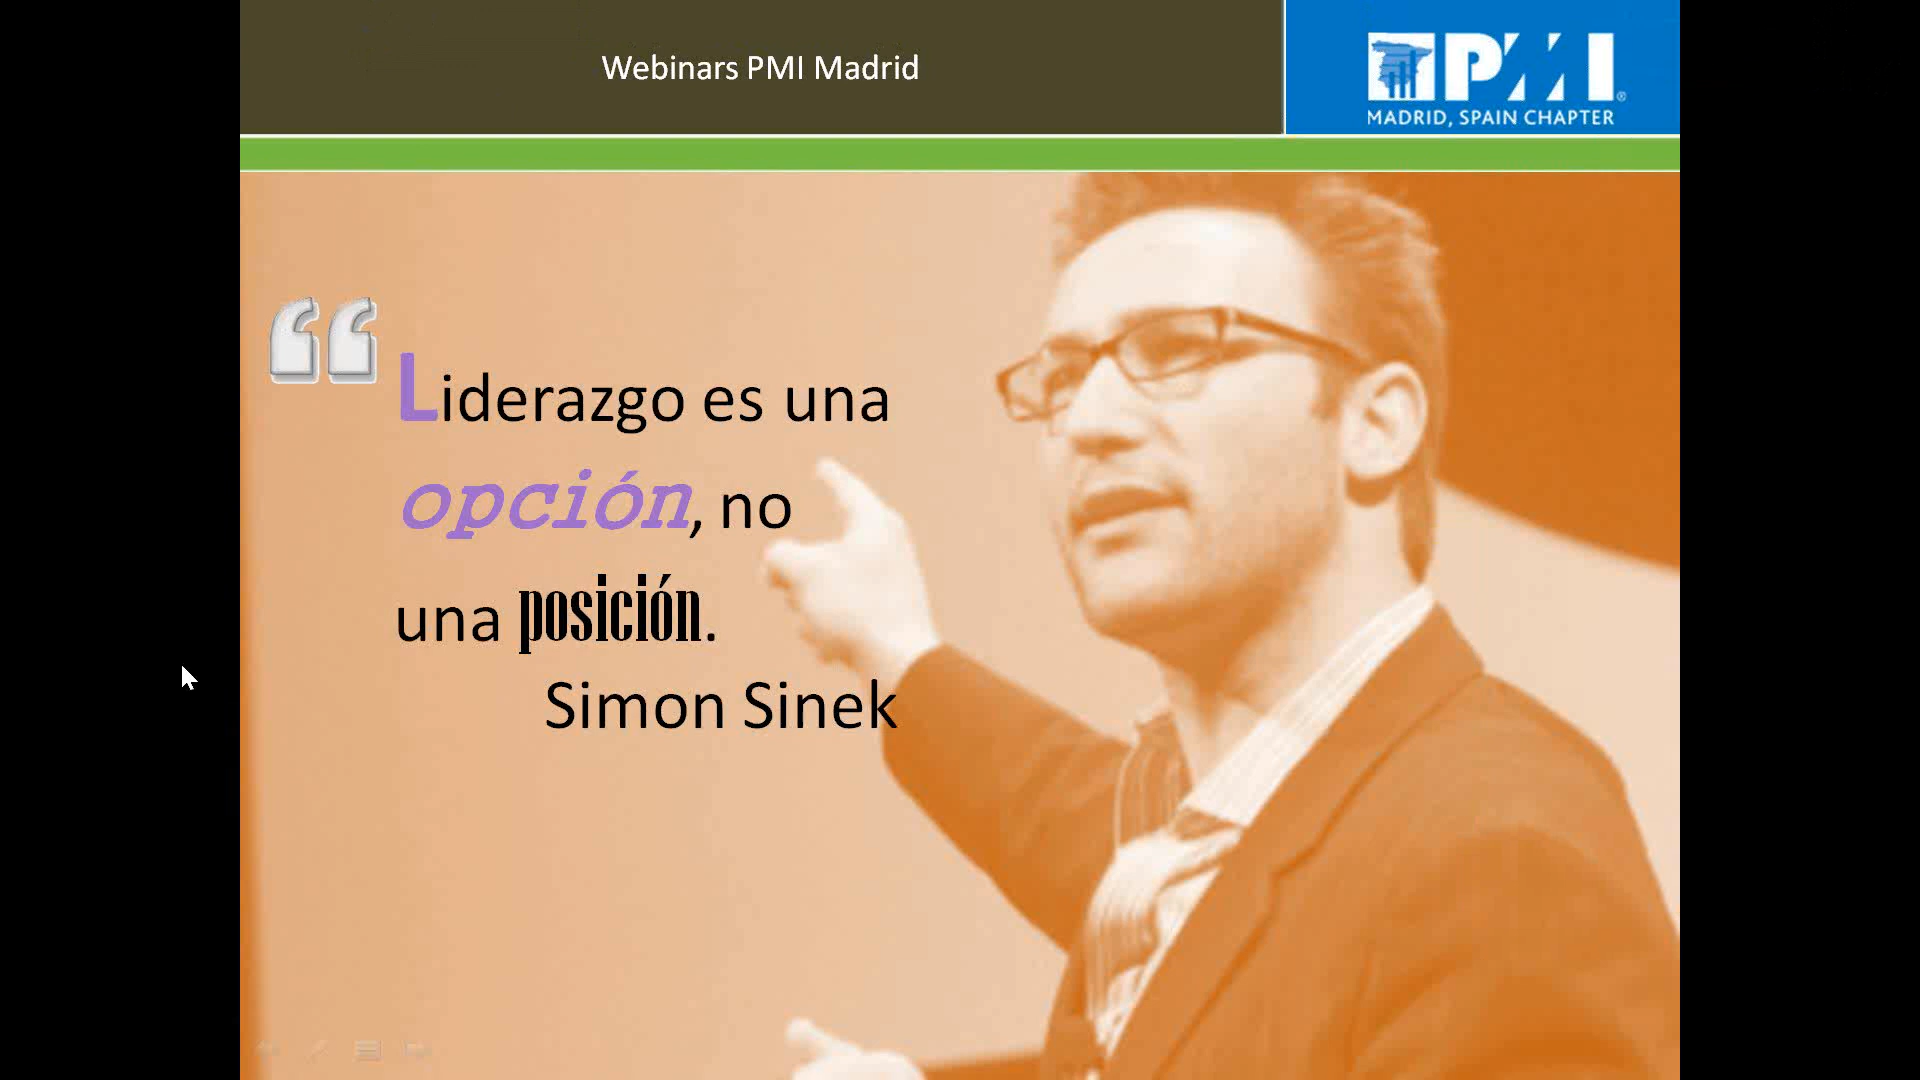 Webinars PMI Madrid
PMI®
MADRID, SPAIN CHAPTER
“
Liderazgo es una
opción, no
una posición.
Simon Sinek